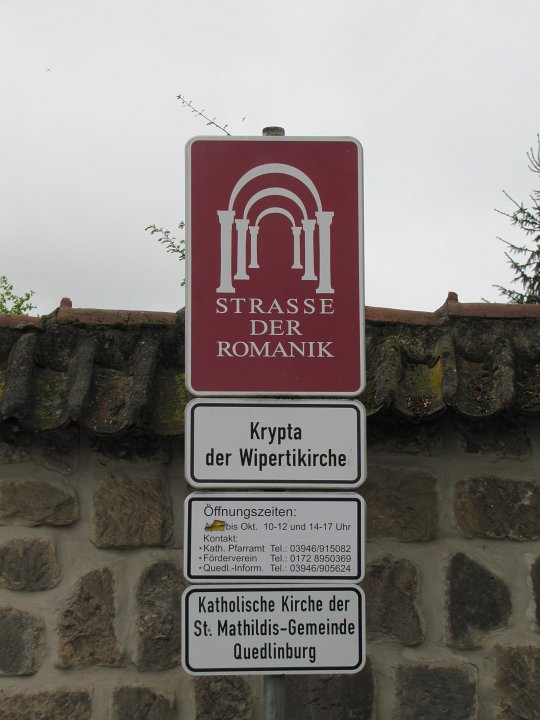 STRASSE
DER
ROMANIK
Krypta
der Wipertikirche
Öffnungszeiten:
bis Okt. 10-12 und 14-17 Uhr
Kontakt:
•Kath. Pfarramt Tel.: 03946/915082
•Förderverein Tel.: 0172 8950369
•Quedl.-Inform. Tel.: 03946/905624
Katholische Kirche der
St. Mathildis-Gemeinde
Quedlinburg